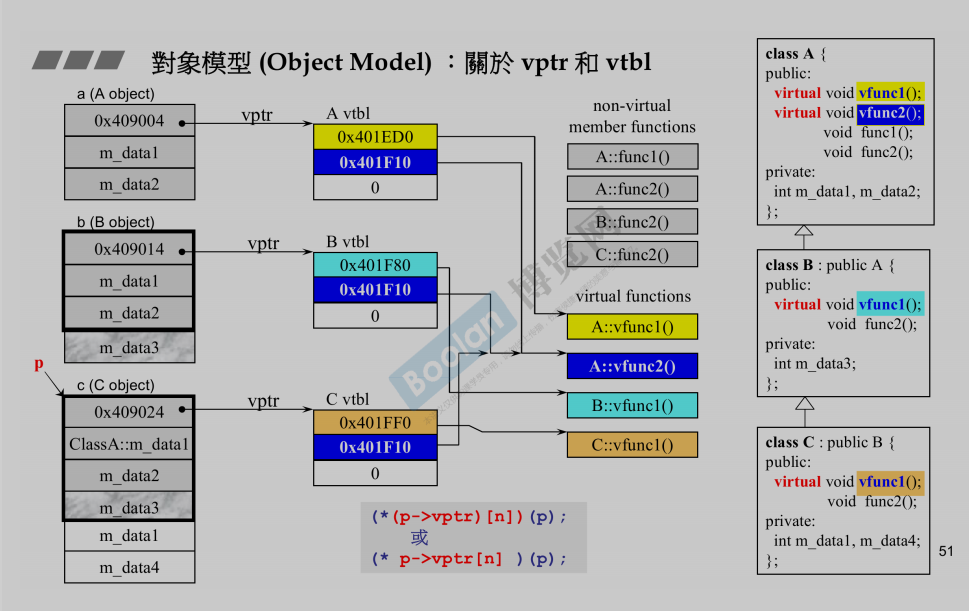 對象模型 (Object Model) ：關於 vptr 和 vtbl
a (A object)
0x409004
m_data1
m_data2
vptr
A vtbl
0x401ED0
0x401F10
0
b (B object)
0x409014
m_data1
m_data2
m_data3
vptr
B vtbl
0x401F80
0x401F10
0
p
c (C object)
0x409024
ClassA::m_data1
m_data2
m_data3
m_data1
m_data4
vptr
C vtbl
0x401FF0
0x401F10
0
non-virtual
member functions
A::func1()
A::func2()
B::func2()
C::func2()
virtual functions
A::vfunc1()
A::vfunc2()
B::vfunc1()
C::vfunc1()
(*(p->vptr)[n])(p);
或
(* p->vptr[n] )(p);
class A {
public:
virtual void vfunc1();
virtual void vfunc2();
void func1();
void func2();
private:
int m_data1, m_data2;
};
class B : public A {
public:
virtual void vfunc1();
void func2();
private:
int m_data3;
};
class C : public B {
public:
virtual void vfunc1();
void func2();
private:
int m_data1, m_data4;
};
51
Boolan 博览网